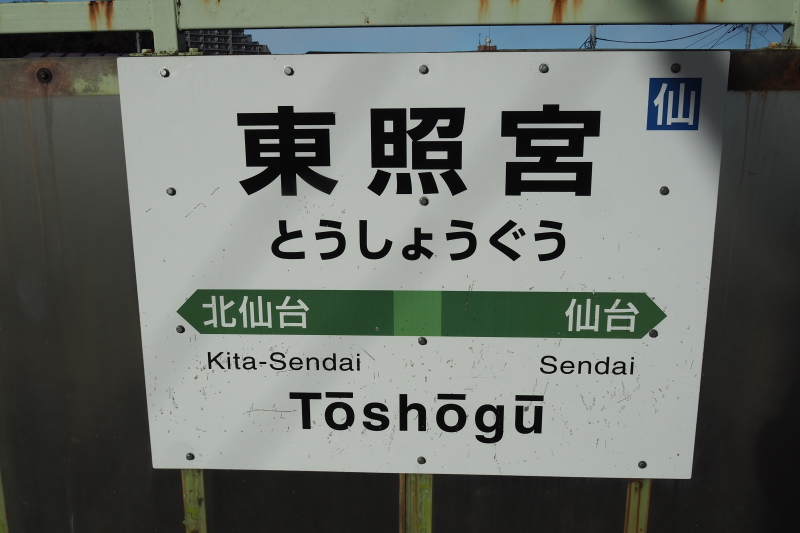 仙
東照宮
とうしょうぐう
北仙台 仙台
Kita-Sendai Sendai
Tōshōgū